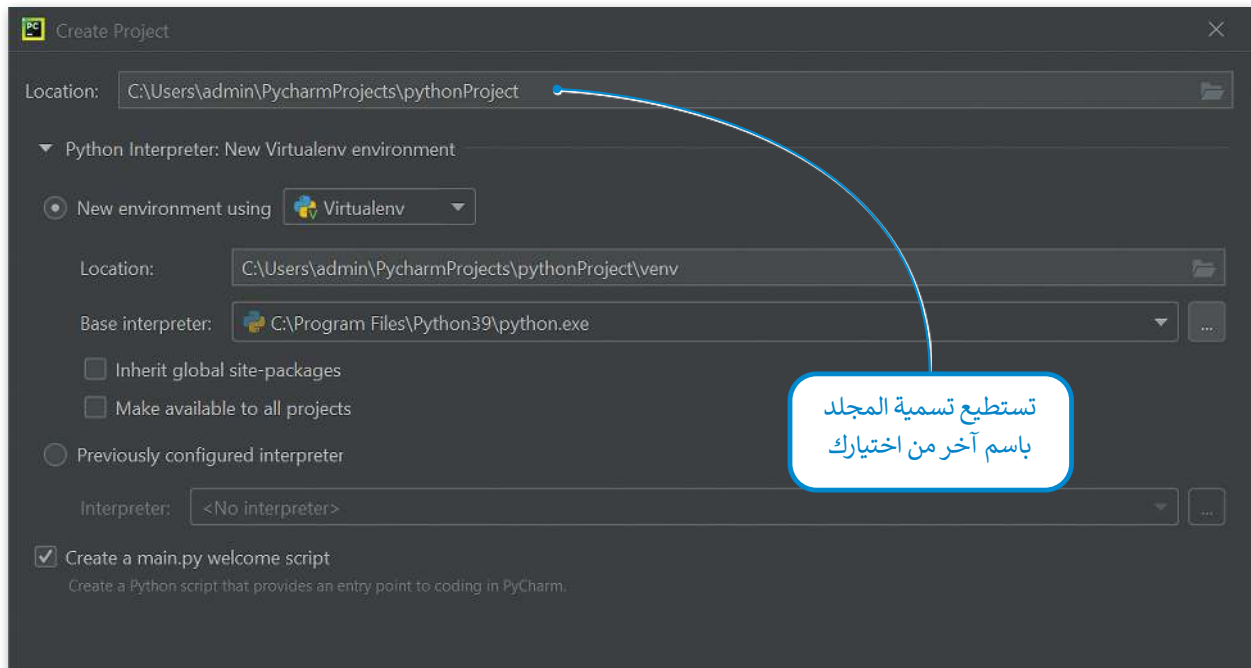 PC
Create Project
Location: C:\Users\admin\PycharmProjects\pythonProject
Python Interpreter: New Virtualenv environment
New environment using Virtualenv
Location: C:\Users\admin\PycharmProjects\pythonProject\venv
Base interpreter: C:\Program Files\Python39\python.exe ...
Inherit global site-packages
Make available to all projects
تستطيع تسمية المجلد
باسم آخر من اختيارك
Previously configured interpreter
Interpreter: <No interpreter> ...
Create a main.py welcome script
Create a Python script that provides an entry point to coding in PyCharm.